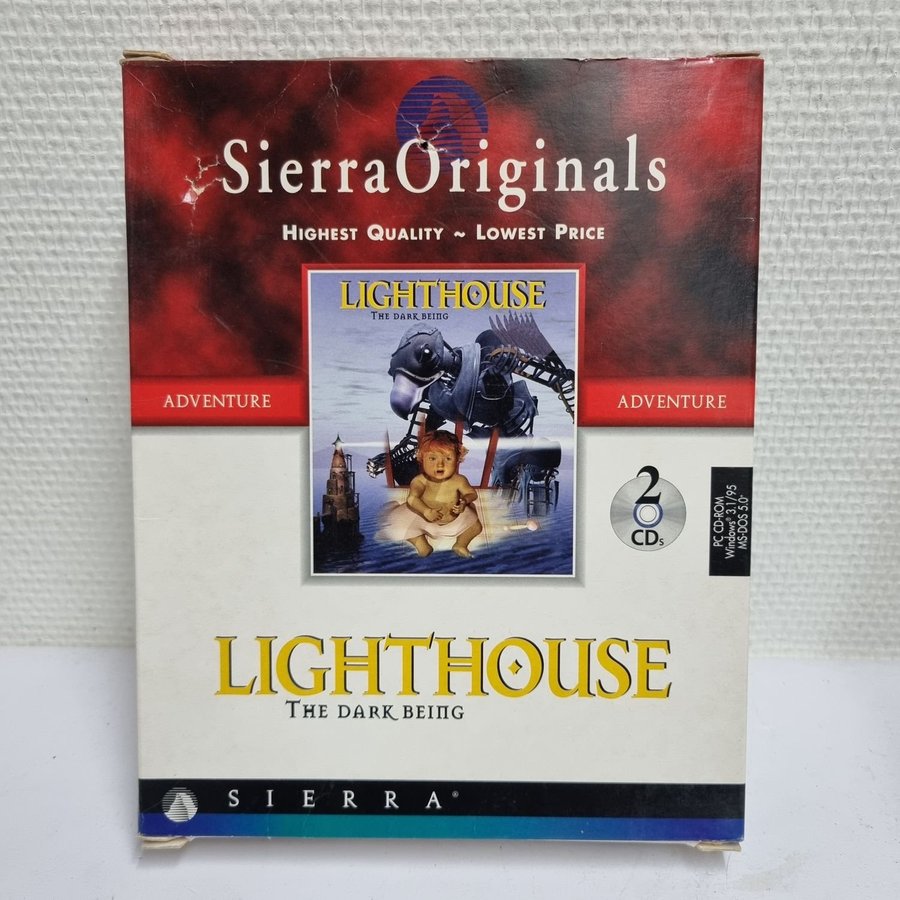 SierraOriginals
HIGHEST QUALITY ~ LOWEST PRICE
LIGHTHOUSE
THE DARK BEING
ADVENTURE
ADVENTURE
2
CDs
PC CD-ROM
Windows® 3.1/95
MS-DOS 5.0+
LIGHTHOUSE
THE DARK BEING
SIERRA®